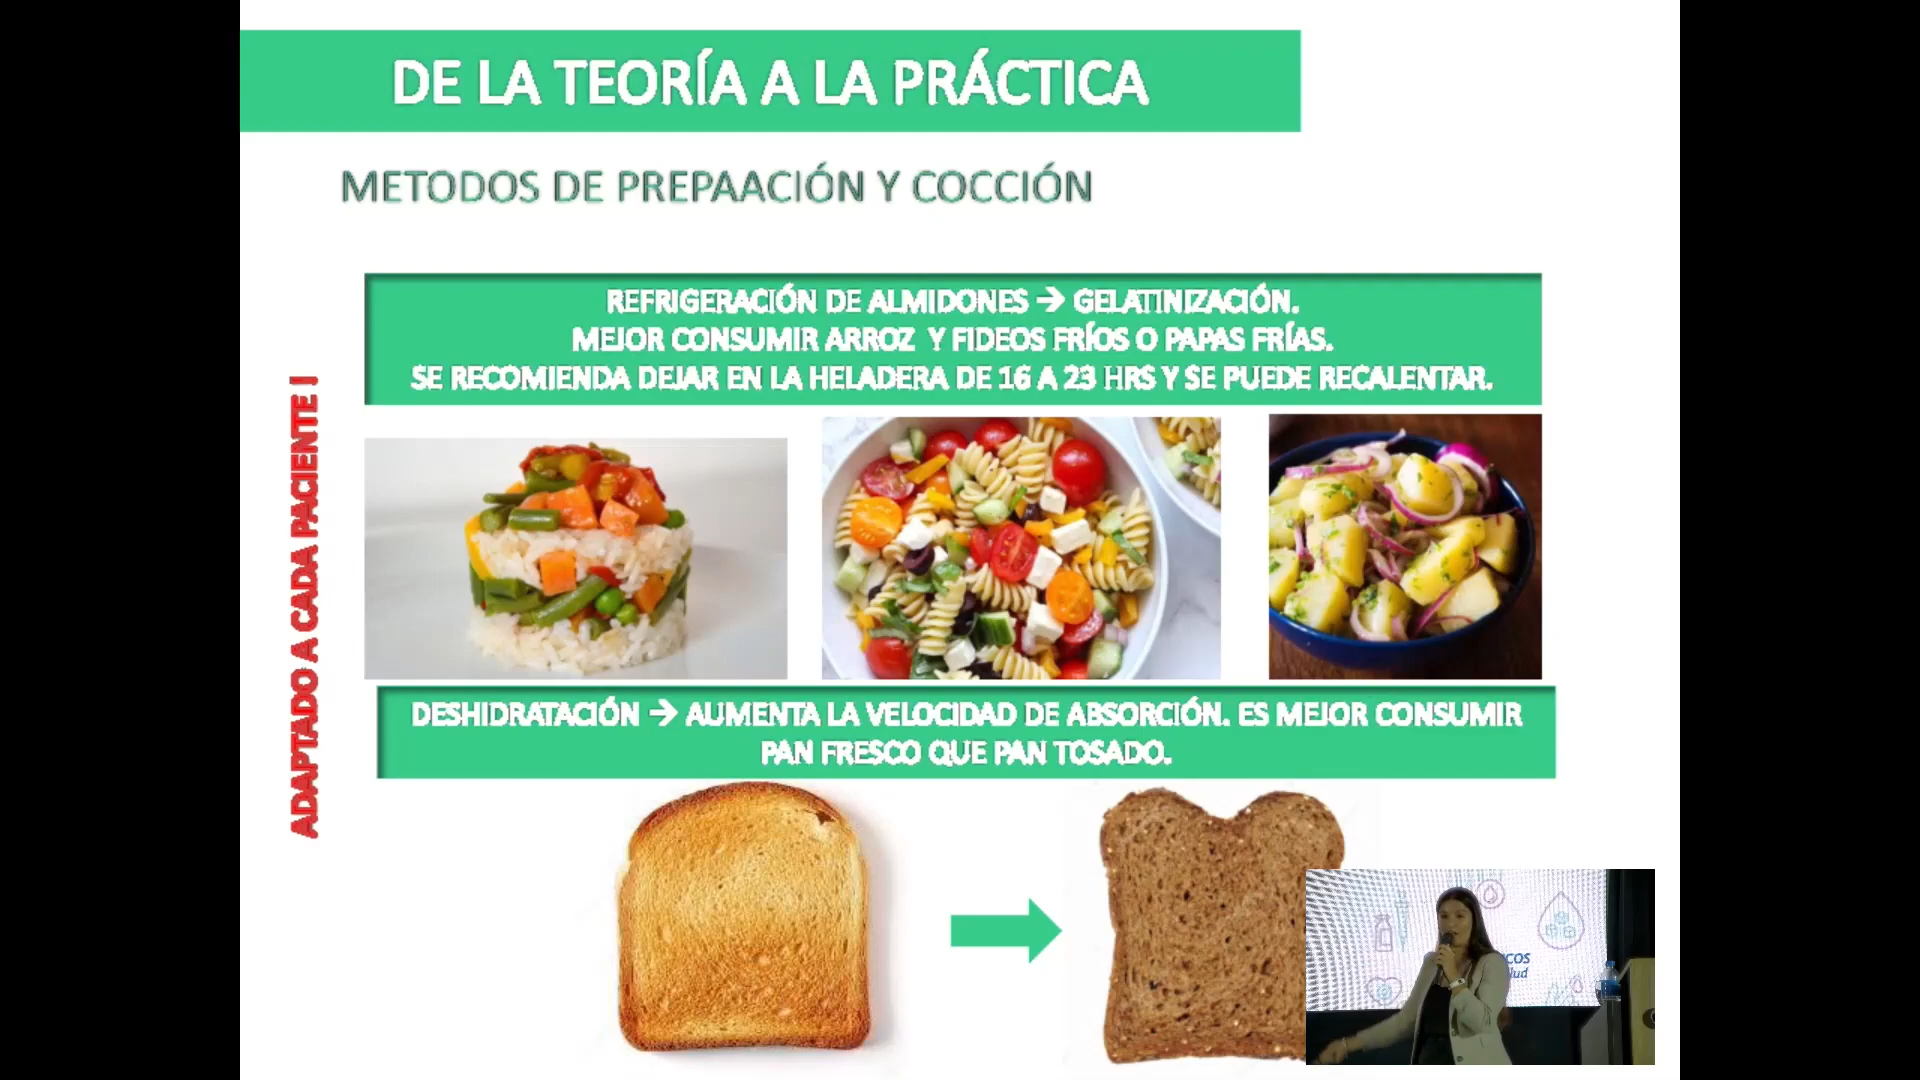 DE LA TEORÍA A LA PRÁCTICA
METODOS DE PREPAACIÓN Y COCCIÓN
REFRIGERACIÓN DE ALMIDONES → GELATINIZACIÓN.
MEJOR CONSUMIR ARROZ Y FIDEOS FRÍOS O PAPAS FRÍAS.
SE RECOMIENDA DEJAR EN LA HELADERA DE 16 A 23 HRS Y SE PUEDE RECALENTAR.
ADAPTADO A CADA PACIENTE !
DESHIDRATACIÓN → AUMENTA LA VELOCIDAD DE ABSORCIÓN. ES MEJOR CONSUMIR
PAN FRESCO QUE PAN TOSADO.